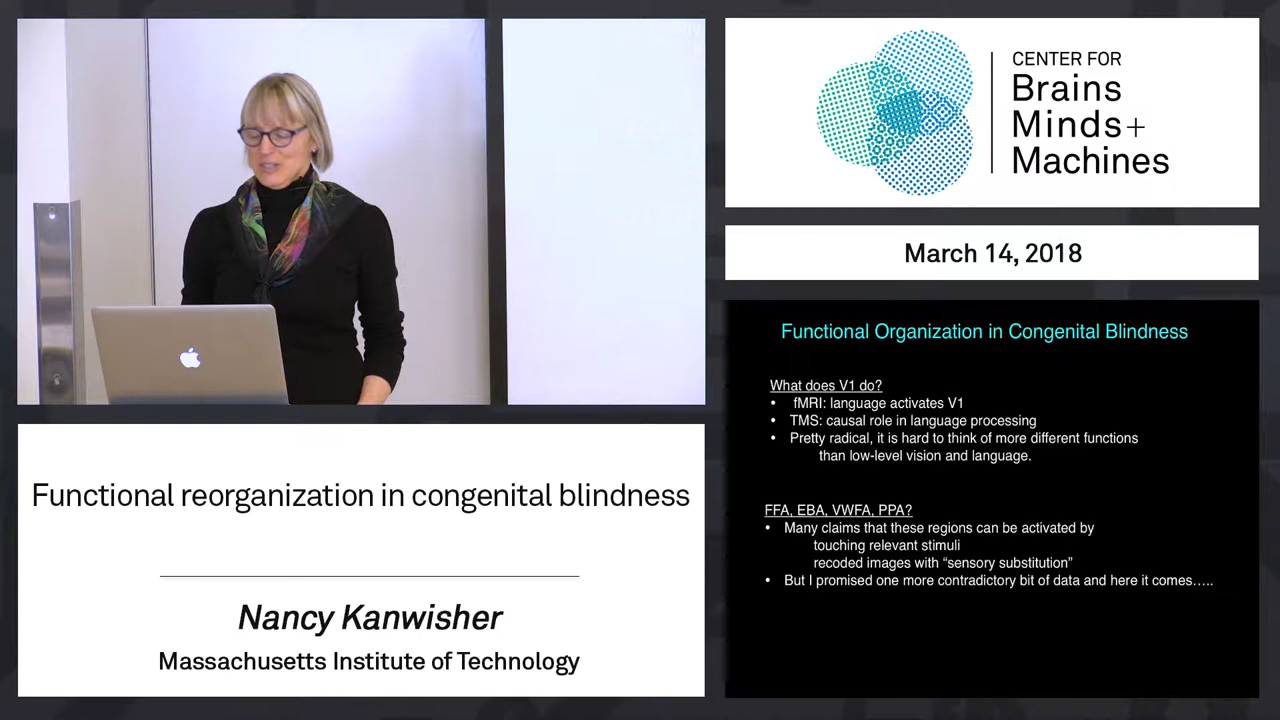 CENTER FOR
Brains
Minds+
Machines
March 14, 2018
Functional Organization in Congenital Blindness
What does V1 do?
• fMRI: language activates V1
• TMS: causal role in language processing
• Pretty radical, it is hard to think of more different functions
than low-level vision and language.
FFA, EBA, VWFA, PPA?
• Many claims that these regions can be activated by
touching relevant stimuli
recoded images with “sensory substitution”
• But I promised one more contradictory bit of data and here it comes…..
Functional reorganization in congenital blindness
Nancy Kanwisher
Massachusetts Institute of Technology